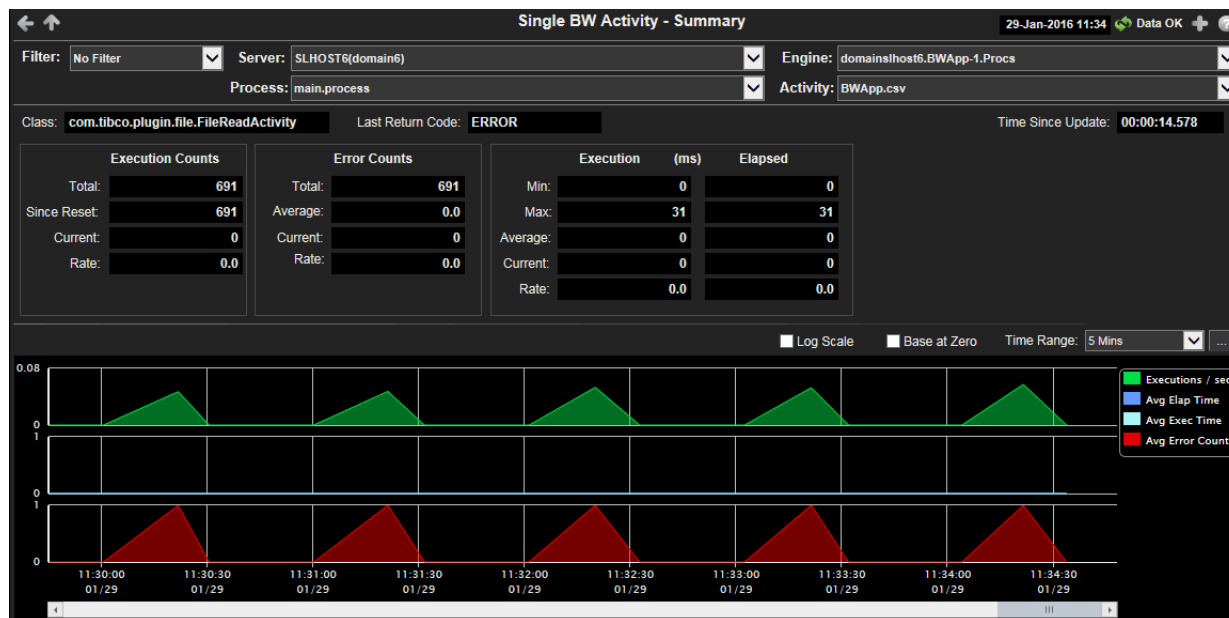 Single BW Activity - Summary 29-Jan-2016 11:34 Data OK
Filter: No Filter Server: SLHOST6(domain6) Engine: domainslhost6.BWApp-1.Procs
Process: main.process Activity: BWApp.csv
Class: com.tibco.plugin.file.FileReadActivity Last Return Code: ERROR Time Since Update: 00:00:14.578
Execution Counts Error Counts Execution (ms) Elapsed
Total: 691 Total: 691 Min: 0 0
Since Reset: 691 Average: 0.0 Max: 31 31
Current: 0 Current: 0 Average: 0 0
Rate: 0.0 Rate: 0.0 Current: 0 0
Rate: 0.0 0.0
Log Scale Base at Zero Time Range: 5 Mins ...
0.08
Executions / sec
Avg Elap Time
Avg Exec Time
Avg Error Count
0
1
0
1
0
11:30:00 11:30:30 11:31:00 11:31:30 11:32:00 11:32:30 11:33:00 11:33:30 11:34:00 11:34:30
01/29 01/29 01/29 01/29 01/29 01/29 01/29 01/29 01/29 01/29